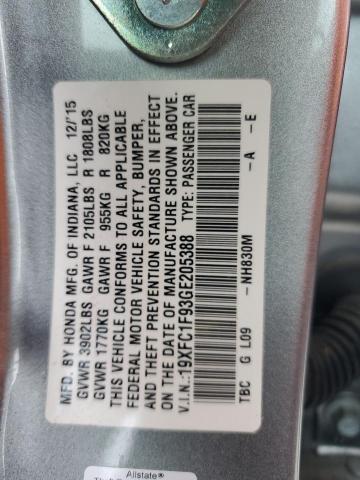 MFD. BY HONDA MFG. OF INDIANA, LLC 12/'15
GVWR 3902LBS GAWR F 2105LBS R 1808LBS
GVWR 1770KG GAWR F 955KG R 820KG
THIS VEHICLE CONFORMS TO ALL APPLICABLE
FEDERAL MOTOR VEHICLE SAFETY, BUMPER,
AND THEFT PREVENTION STANDARDS IN EFFECT
ON THE DATE OF MANUFACTURE SHOWN ABOVE.
V.I.N.: 19XFC1F93GE205388 TYPE: PASSENGER CAR
TBC G L09 -NH830M -A -E
Allstate®